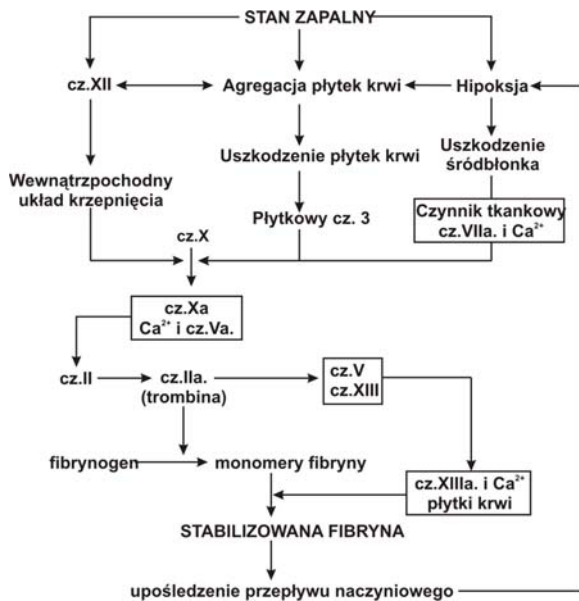 STAN ZAPALNY
cz.XII
Agregacja płytek krwi
Hipoksja
Uszkodzenie płytek krwi
Uszkodzenie
śródbłonka
Wewnątrzpochodny
układ krzepnięcia
Płytkowy cz. 3
Czynnik tkankowy
cz.VIIa. i Ca²⁺
cz.X
cz.Xa
Ca²⁺ i cz.Va.
cz.II
cz.IIa.
(trombina)
cz.V
cz.XIII
fibrynogen
monomery fibryny
cz.XIIIa. i Ca²⁺
płytki krwi
STABILIZOWANA FIBRYNA
upośledzenie przepływu naczyniowego